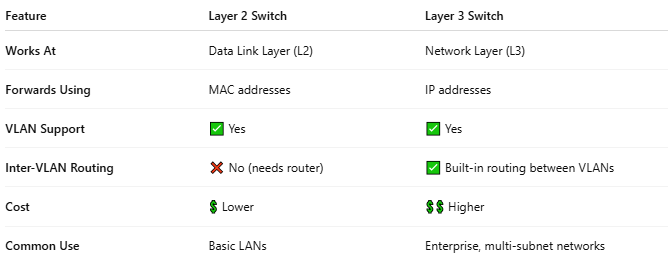 Feature Layer 2 Switch Layer 3 Switch
Works At Data Link Layer (L2) Network Layer (L3)
Forwards Using MAC addresses IP addresses
VLAN Support ✅ Yes ✅ Yes
Inter-VLAN Routing ❌ No (needs router) ✅ Built-in routing between VLANs
Cost 💲 Lower 💲💲 Higher
Common Use Basic LANs Enterprise, multi-subnet networks